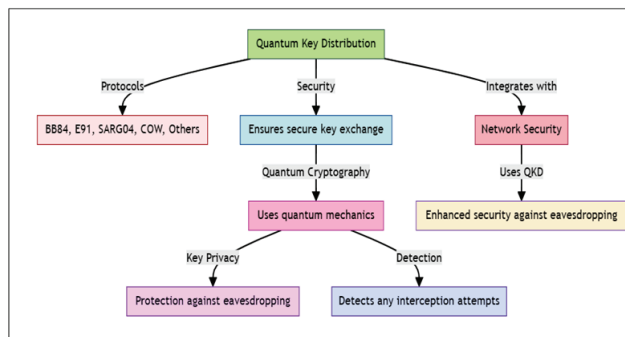 Quantum Key Distribution
Protocols
Security
Integrates with
BB84, E91, SARG04, COW, Others
Ensures secure key exchange
Network Security
Quantum Cryptography
Uses QKD
Uses quantum mechanics
Enhanced security against eavesdropping
Key Privacy
Detection
Protection against eavesdropping
Detects any interception attempts